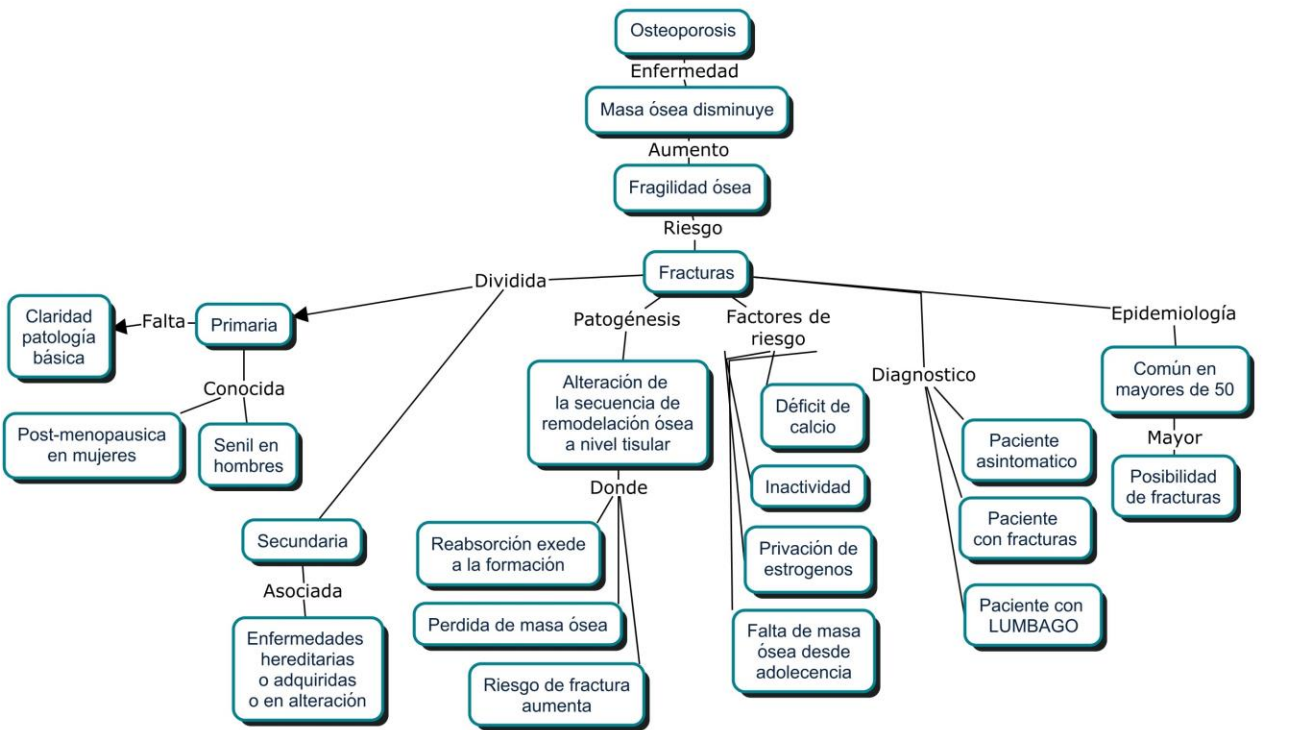 Osteoporosis
Enfermedad
Masa ósea disminuye
Aumento
Fragilidad ósea
Riesgo
Fracturas
Dividida
Claridad
patología
básica
Falta
Primaria
Conocida
Post-menopausica
en mujeres
Senil en
hombres
Secundaria
Asociada
Enfermedades
hereditarias
o adquiridas
o en alteración
Patogénesis
Alteración de
la secuencia de
remodelación ósea
a nivel tisular
Donde
Reabsorción exede
a la formación
Perdida de masa ósea
Riesgo de fractura
aumenta
Factores de
riesgo
Déficit de
calcio
Inactividad
Privación de
estrogenos
Falta de masa
ósea desde
adolecencia
Diagnostico
Paciente
asintomatico
Paciente
con fracturas
Paciente con
LUMBAGO
Epidemiología
Común en
mayores de 50
Mayor
Posibilidad
de fracturas